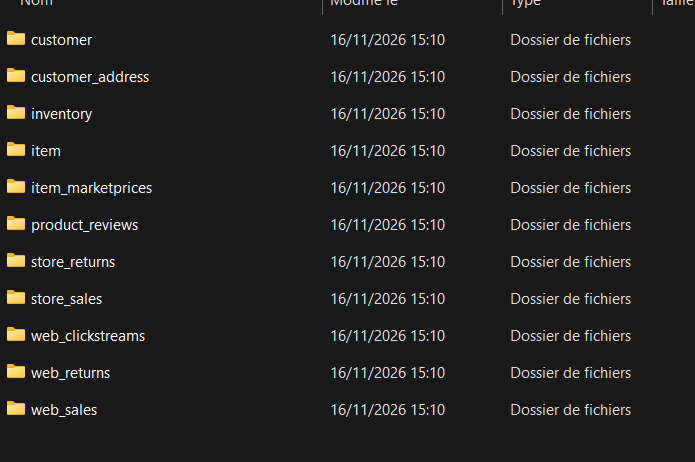 Nom Modifié le Type Taille
customer 16/11/2026 15:10 Dossier de fichiers
customer_address 16/11/2026 15:10 Dossier de fichiers
inventory 16/11/2026 15:10 Dossier de fichiers
item 16/11/2026 15:10 Dossier de fichiers
item_marketprices 16/11/2026 15:10 Dossier de fichiers
product_reviews 16/11/2026 15:10 Dossier de fichiers
store_returns 16/11/2026 15:10 Dossier de fichiers
store_sales 16/11/2026 15:10 Dossier de fichiers
web_clickstreams 16/11/2026 15:10 Dossier de fichiers
web_returns 16/11/2026 15:10 Dossier de fichiers
web_sales 16/11/2026 15:10 Dossier de fichiers